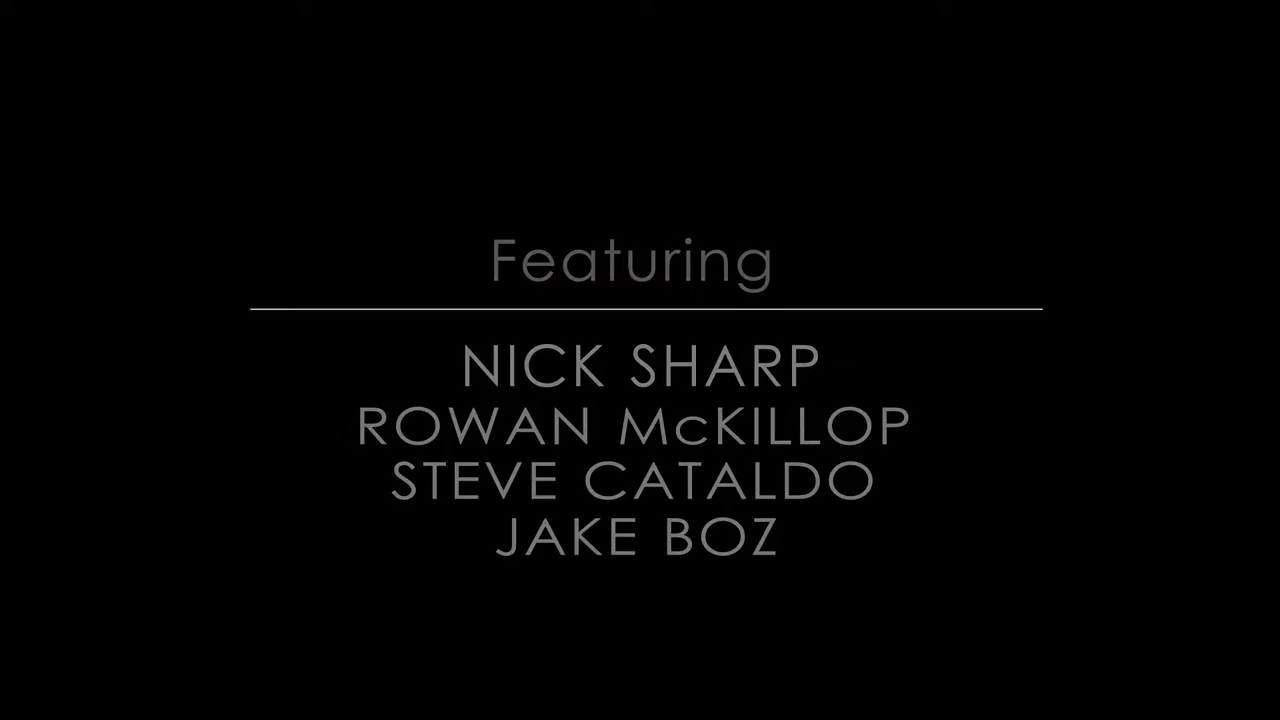 Featuring
NICK SHARP
ROWAN McKILLOP
STEVE CATALDO
JAKE BOZ